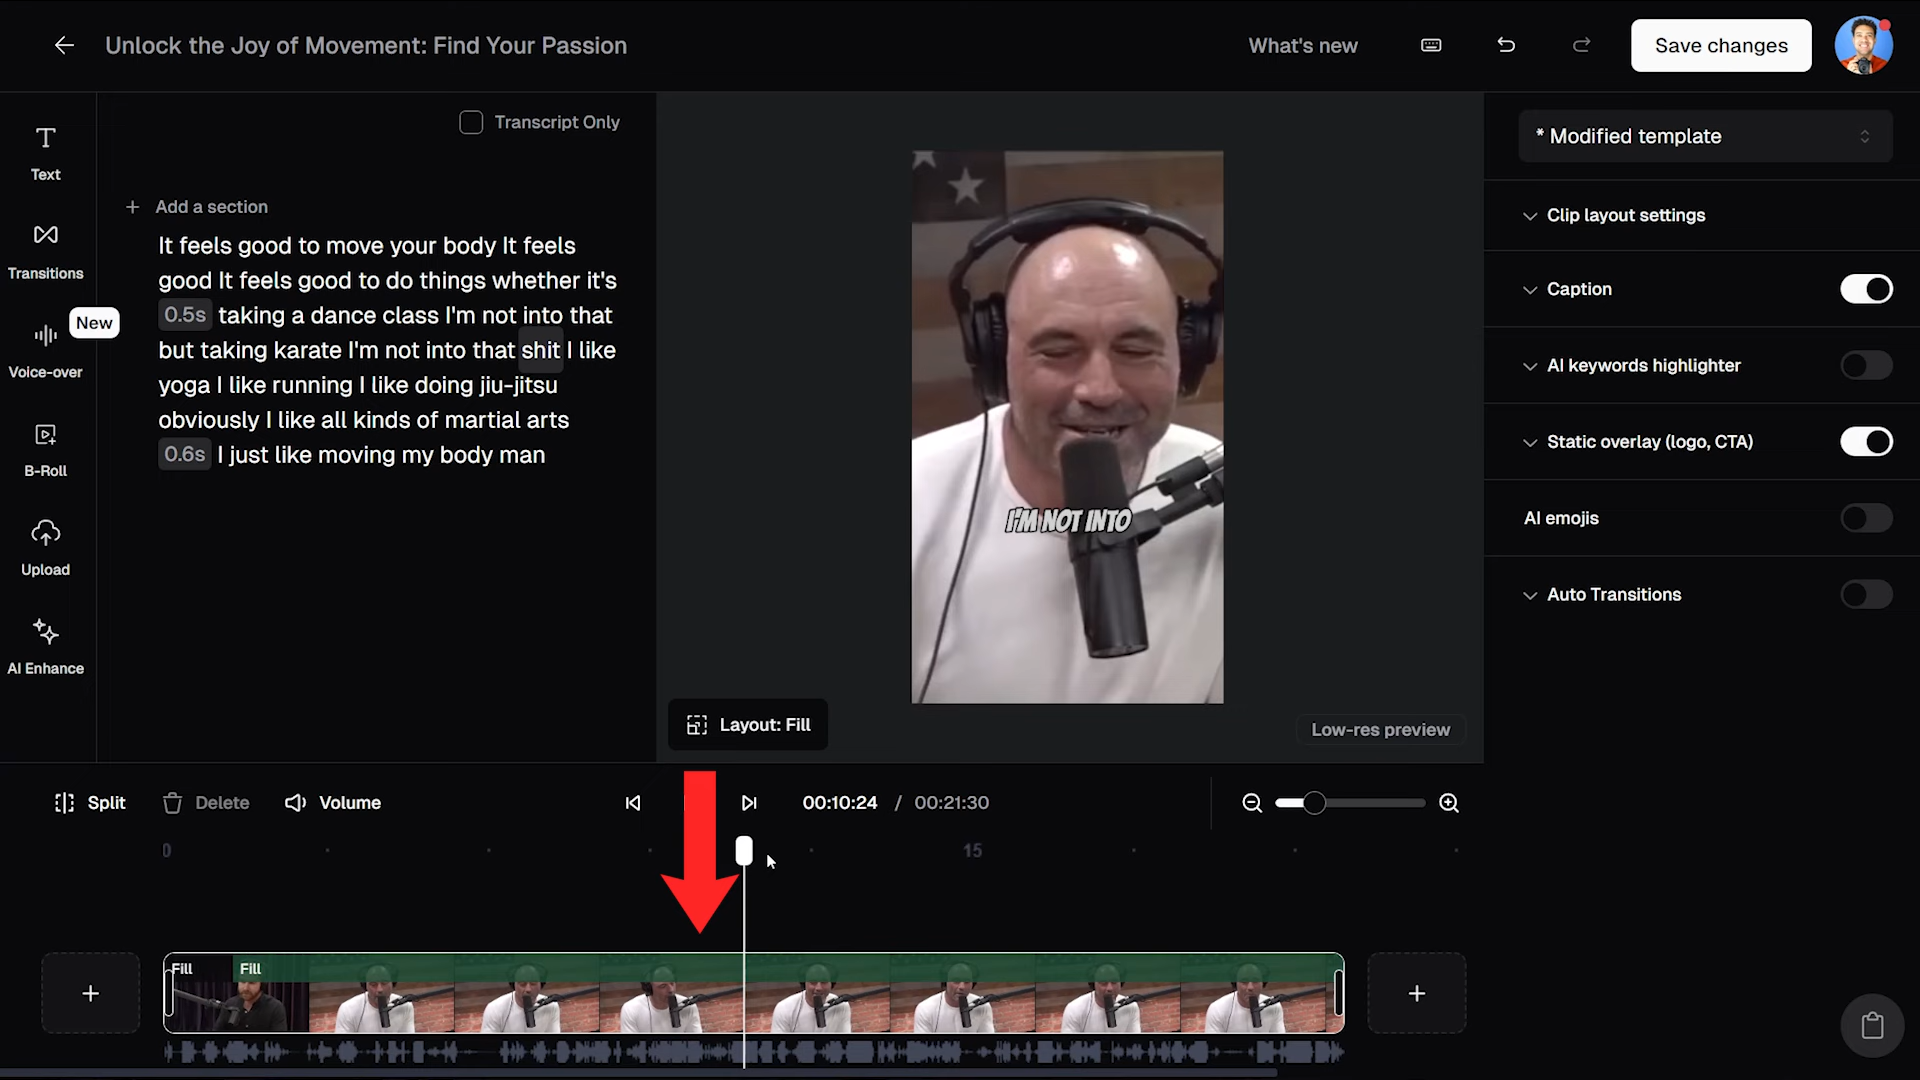 Unlock the Joy of Movement: Find Your Passion
What's new
Save changes
Text
Transitions
New
Voice-over
B-Roll
Upload
AI Enhance
Transcript Only
+ Add a section
It feels good to move your body It feels
good It feels good to do things whether it's
0.5s taking a dance class I'm not into that
but taking karate I'm not into that shit I like
yoga I like running I like doing jiu-jitsu
obviously I like all kinds of martial arts
0.6s I just like moving my body man
I'M NOT INTO
Layout: Fill
Low-res preview
* Modified template
Clip layout settings
Caption
AI keywords highlighter
Static overlay (logo, CTA)
AI emojis
Auto Transitions
Split
Delete
Volume
00:10:24 / 00:21:30
0
15
Fill
Fill
+
+